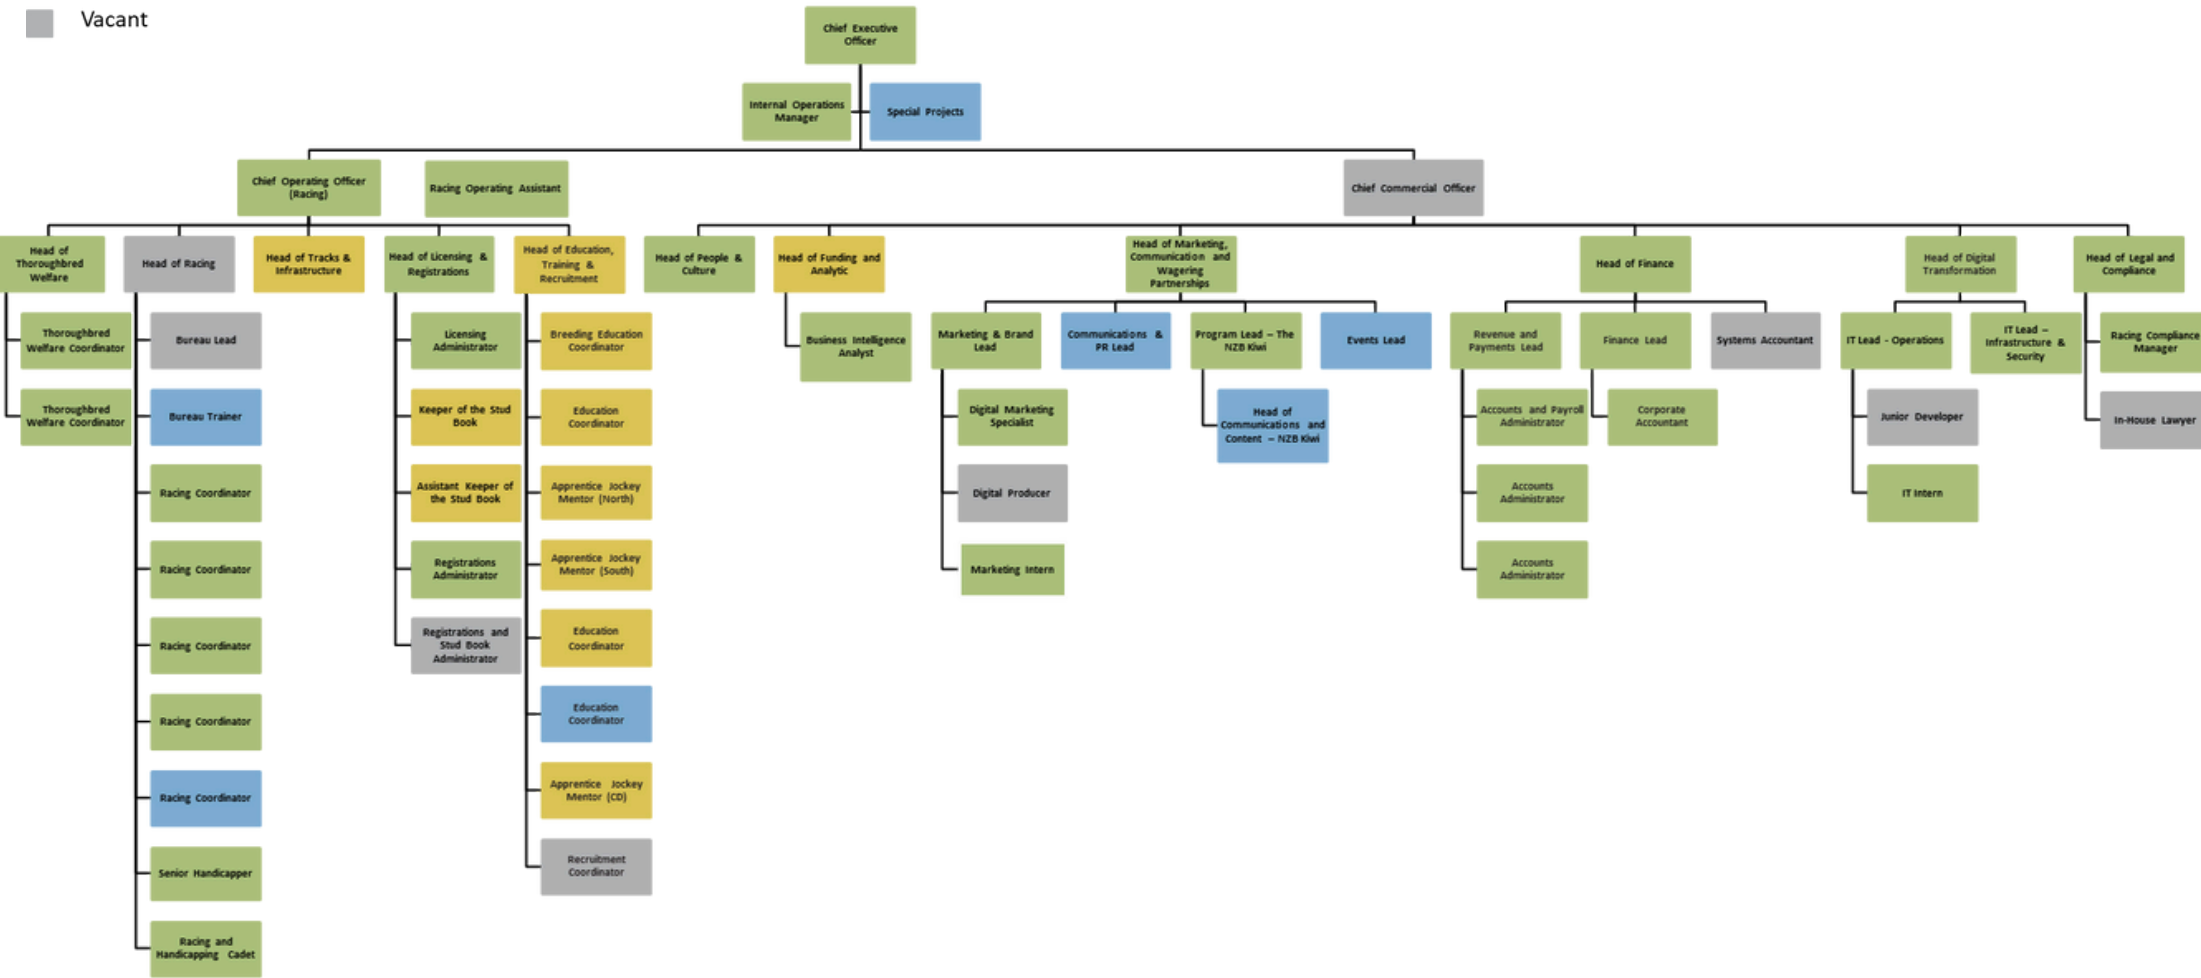 Vacant
Chief Executive
Officer
Internal Operations
Manager
Special Projects
Chief Operating Officer
(Racing)
Racing Operating Assistant
Chief Commercial Officer
Head of
Thoroughbred
Welfare
Head of Racing
Head of Tracks &
Infrastructure
Head of Licensing &
Registrations
Head of Education,
Training &
Recruitment
Head of People &
Culture
Head of Funding and
Analytic
Head of Marketing,
Communication and
Wagering
Partnerships
Head of Finance
Head of Digital
Transformation
Head of Legal and
Compliance
Thoroughbred
Welfare Coordinator
Thoroughbred
Welfare Coordinator
Bureau Lead
Bureau Trainer
Racing Coordinator
Racing Coordinator
Racing Coordinator
Racing Coordinator
Racing Coordinator
Senior Handicapper
Racing and
Handicapping Cadet
Licensing
Administrator
Keeper of the Stud
Book
Assistant Keeper of
the Stud Book
Registrations
Administrator
Registrations and
Stud Book
Administrator
Breeding Education
Coordinator
Education
Coordinator
Apprentice Jockey
Mentor (North)
Apprentice Jockey
Mentor (South)
Education
Coordinator
Education
Coordinator
Apprentice Jockey
Mentor (CD)
Recruitment
Coordinator
Business Intelligence
Analyst
Marketing & Brand
Lead
Digital Marketing
Specialist
Digital Producer
Marketing Intern
Communications &
PR Lead
Program Lead – The
NZB Kiwi
Head of
Communications and
Content – NZB Kiwi
Events Lead
Revenue and
Payments Lead
Accounts and Payroll
Administrator
Accounts
Administrator
Accounts
Administrator
Finance Lead
Corporate
Accountant
Systems Accountant
IT Lead - Operations
Junior Developer
IT Intern
IT Lead –
Infrastructure &
Security
Racing Compliance
Manager
In-House Lawyer